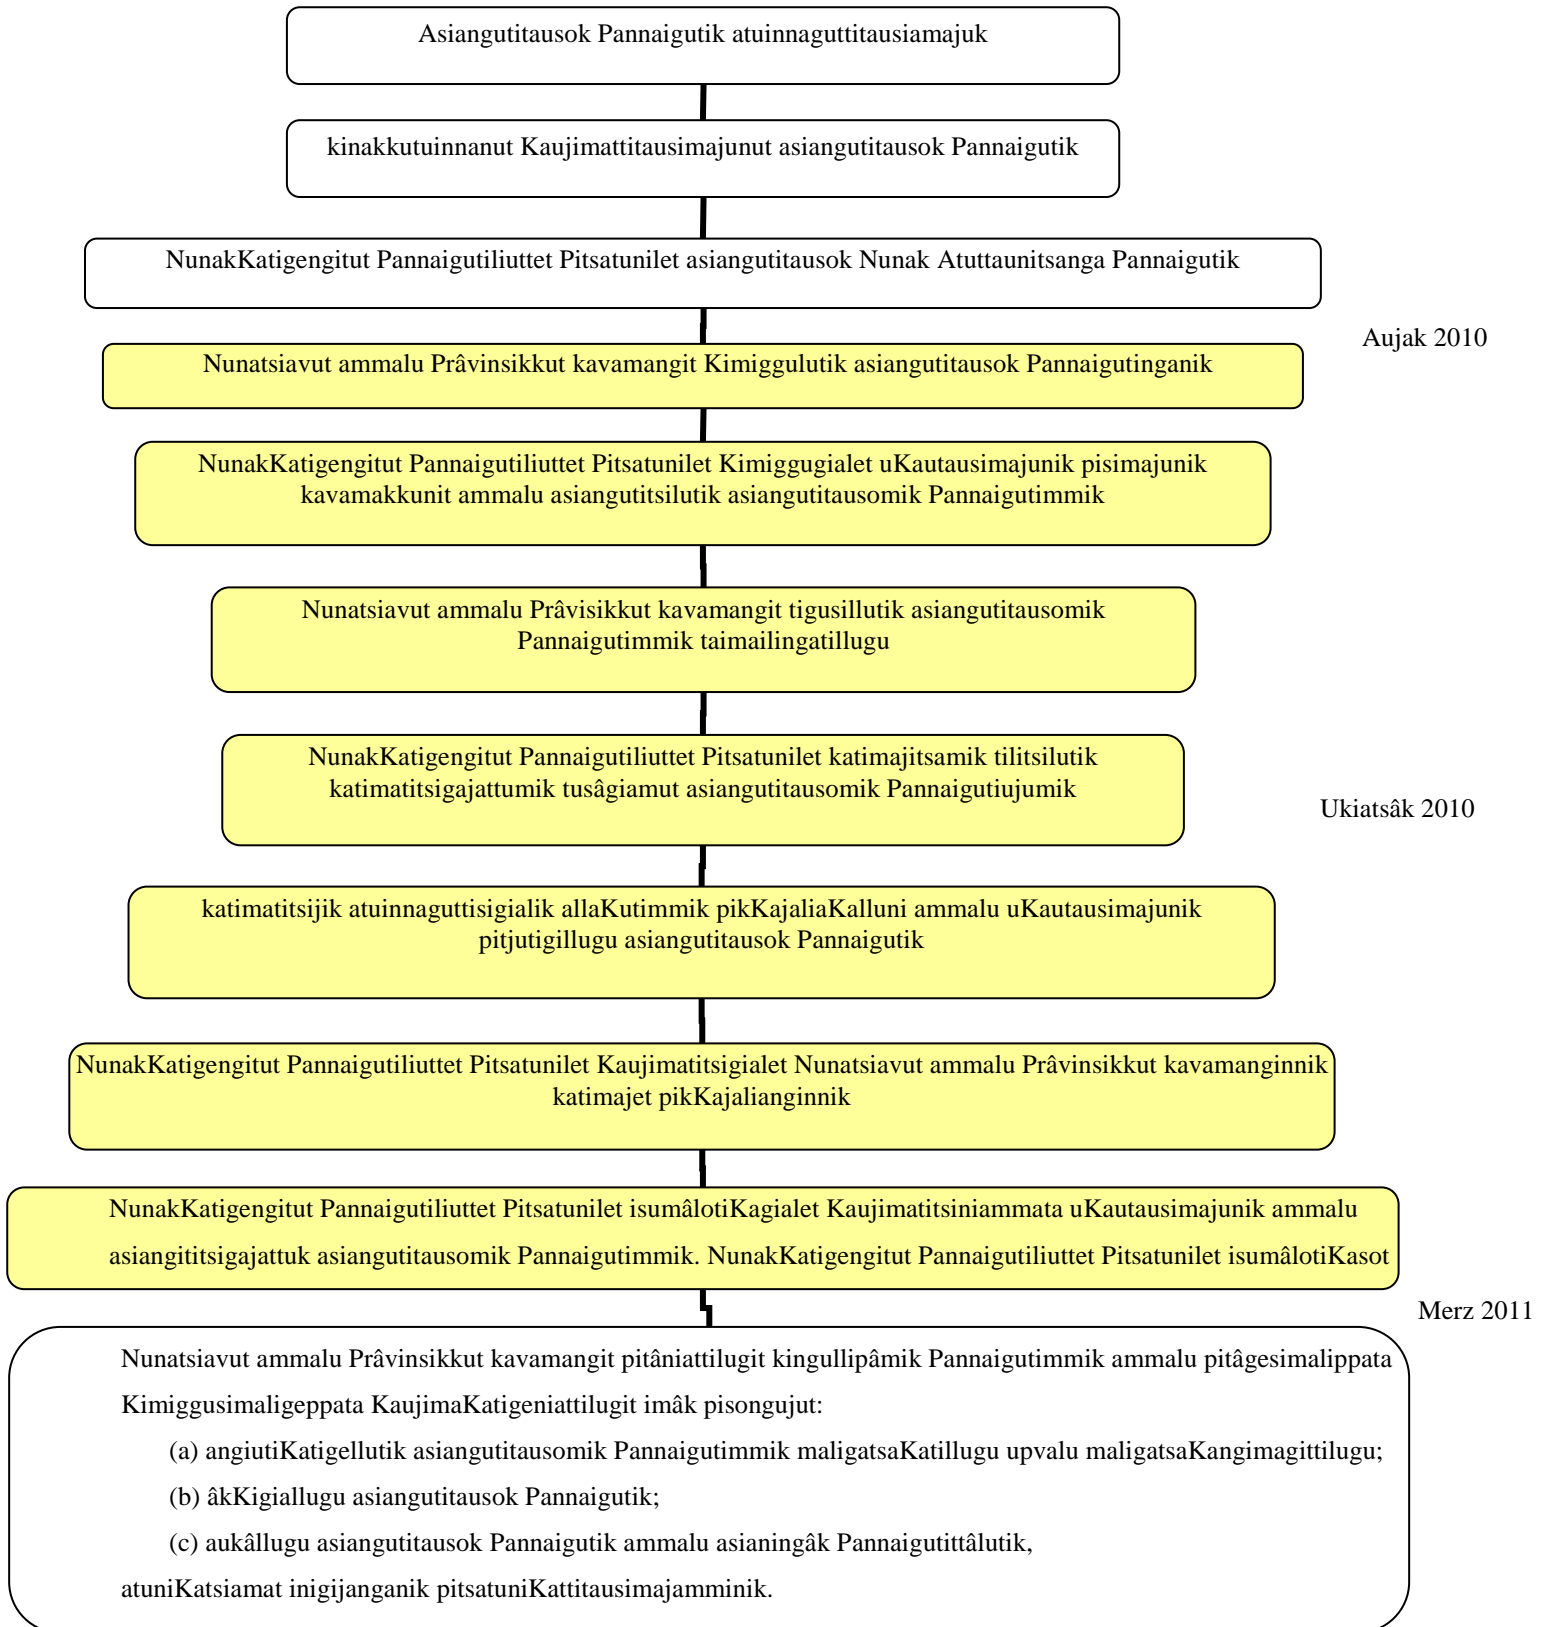 Asiangutitausok Pannaigutik atuinnaguttitausiamajuk
kinakkutuinnanut Kaujimattitausimajunut asiangutitausok Pannaigutik
NunakKatigengitut Pannaigutiliuttet Pitsatunilet asiangutitausok Nunak Atuttaunitsanga Pannaigutik
Aujak 2010
Nunatsiavut ammalu Prâvinsikkut kavamangit Kimiggulutik asiangutitausok Pannaigutinganik
NunakKatigengitut Pannaigutiliuttet Pitsatunilet Kimiggugialet uKautausimajunik pisimajunik
kavamakkunit ammalu asiangutitsilutik asiangutitausomik Pannaigutimmik
Nunatsiavut ammalu Prâvisikkut kavamangit tigusillutik asiangutitausomik
Pannaigutimmik taimailingatillugu
NunakKatigengitut Pannaigutiliuttet Pitsatunilet katimajitsamik tilitsilutik
katimatitsigajattumik tusâgiamut asiangutitausomik Pannaigutiujumik
Ukiatsâk 2010
katimatitsijik atuinnaguttisigialik allaKutimmik pikKajaliaKalluni ammalu uKautausimajunik
pitjutigillugu asiangutitausok Pannaigutik
NunakKatigengitut Pannaigutiliuttet Pitsatunilet Kaujimatitsigialet Nunatsiavut ammalu Prâvinsikkut kavamanginnik
katimajet pikKajalianginnik
NunakKatigengitut Pannaigutiliuttet Pitsatunilet isumâlotiKagialet Kaujimatitsiniammata uKautausimajunik ammalu
asiangititsigajattuk asiangutitausomik Pannaigutimmik. NunakKatigengitut Pannaigutiliuttet Pitsatunilet isumâlotiKasot
Merz 2011
Nunatsiavut ammalu Prâvinsikkut kavamangit pitâniattilugit kingullipâmik Pannaigutimmik ammalu pitâgesimalippata
Kimiggusimaligeppata KaujimaKatigeniattilugit imâk pisongujut:
(a) angiutiKatigellutik asiangutitausomik Pannaigutimmik maligatsaKatillugu upvalu maligatsaKangimagittilugu;
(b) âkKigiallugu asiangutitausok Pannaigutik;
(c) aukâllugu asiangutitausok Pannaigutik ammalu asianingâk Pannaigutittâlutik,
atuniKatsiamat inigijanganik pitsatuniKattitausimajamminik.